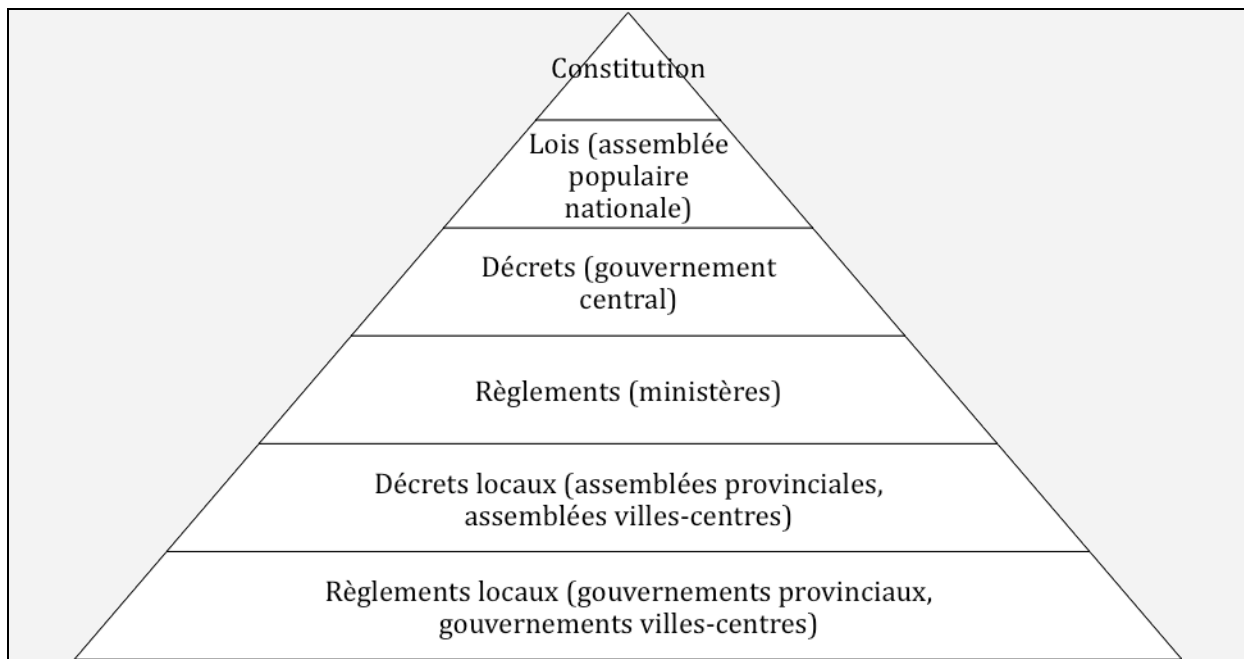 Constitution
Lois (assemblée
populaire
nationale)
Décrets (gouvernement
central)
Règlements (ministères)
Décrets locaux (assemblées provinciales,
assemblées villes-centres)
Règlements locaux (gouvernements provinciaux,
gouvernements villes-centres)